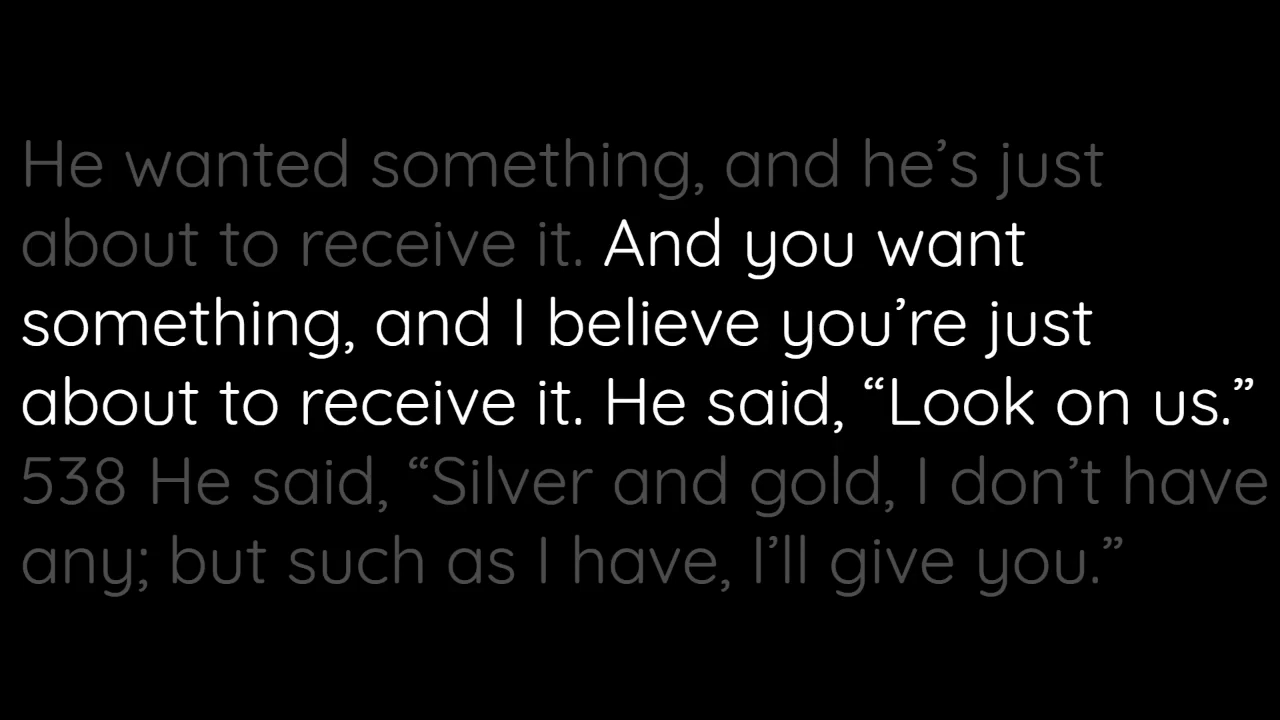 He wanted something, and he’s just
about to receive it. And you want
something, and I believe you’re just
about to receive it. He said, “Look on us.”
538 He said, “Silver and gold, I don’t have
any; but such as I have, I’ll give you.”